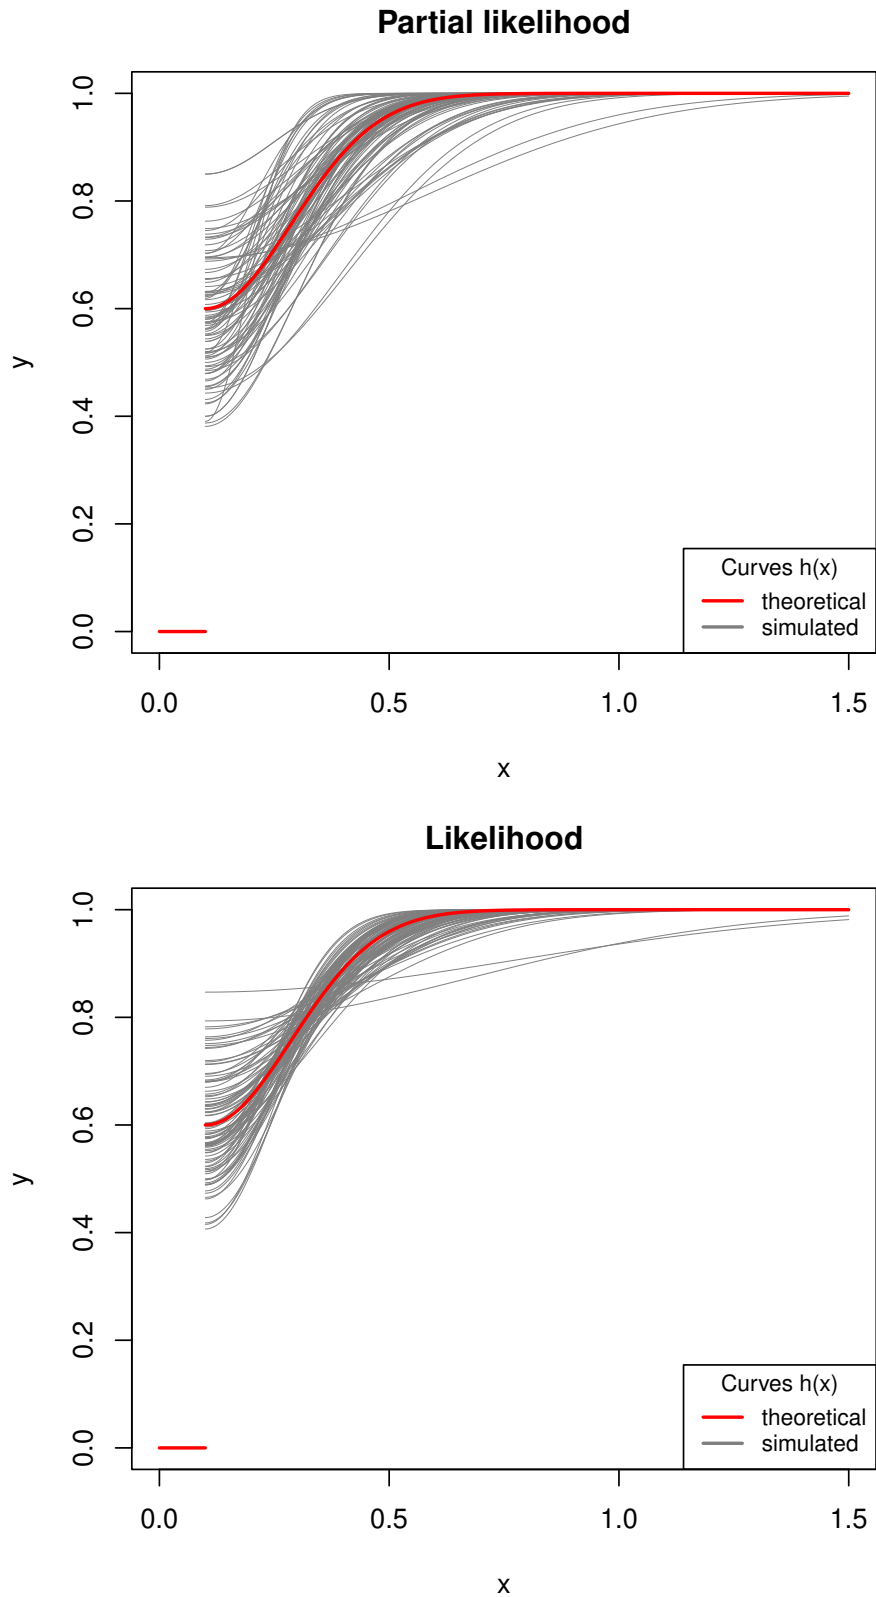 Partial likelihood
1.0
0.8
0.6
0.4
0.2
0.0
y
Curves h(x)
theoretical
simulated
0.0 0.5 1.0 1.5
x
Likelihood
1.0
0.8
0.6
0.4
0.2
0.0
y
Curves h(x)
theoretical
simulated
0.0 0.5 1.0 1.5
x